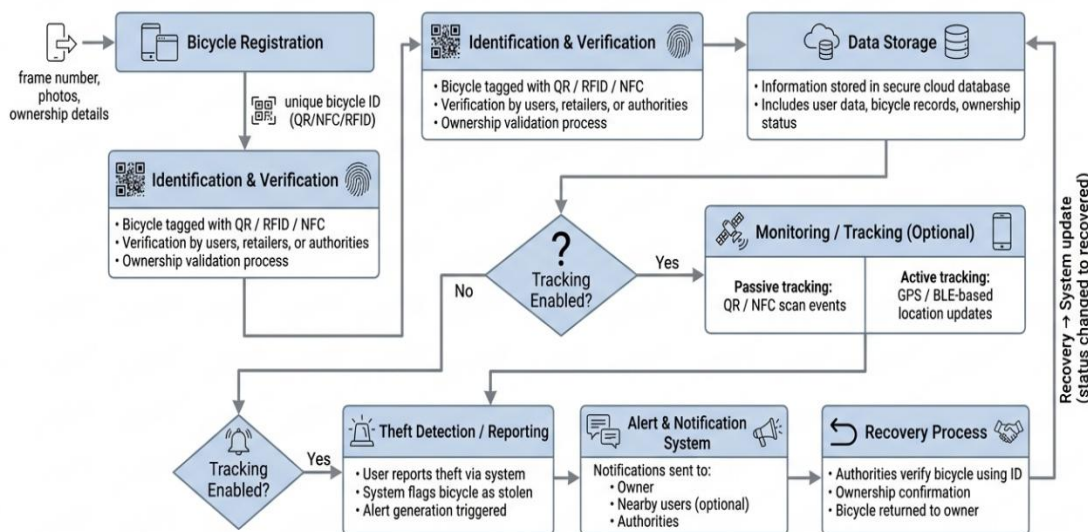 Bicycle Registration
frame number,
photos,
ownership details
unique bicycle ID
(QR/NFC/RFID)
Identification & Verification
• Bicycle tagged with QR / RFID / NFC
• Verification by users, retailers, or authorities
• Ownership validation process
Identification & Verification
• Bicycle tagged with QR / RFID / NFC
• Verification by users, retailers, or authorities
• Ownership validation process
Data Storage
• Information stored in secure cloud database
• Includes user data, bicycle records, ownership
status
?
Tracking
Enabled?
Yes
No
Monitoring / Tracking (Optional)
Passive tracking:
QR / NFC scan events
Active tracking:
GPS / BLE-based
location updates
Tracking
Enabled?
Yes
Theft Detection / Reporting
• User reports theft via system
• System flags bicycle as stolen
• Alert generation triggered
Alert & Notification
System
Notifications sent to:
• Owner
• Nearby users (optional)
• Authorities
Recovery Process
• Authorities verify bicycle using ID
• Ownership confirmation
• Bicycle returned to owner
Recovery → System update
(status changed to recovered)